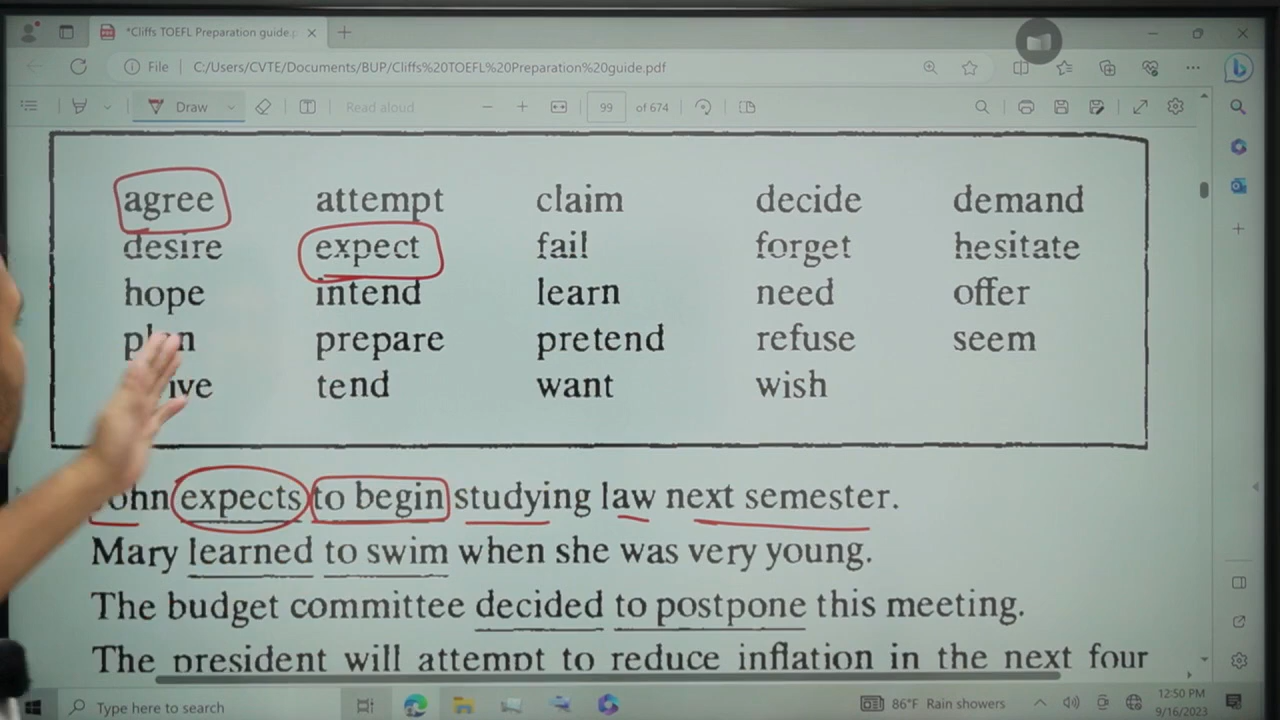 *Cliffs TOEFL Preparation guide.p
File C:/Users/CVTE/Documents/BUP/Cliffs%20TOEFL%20Preparation%20guide.pdf
Draw Read aloud 99 of 674
agree attempt claim decide demand
desire expect fail forget hesitate
hope intend learn need offer
prepare pretend refuse seem
tend want wish
John expects to begin studying law next semester.
Mary learned to swim when she was very young.
The budget committee decided to postpone this meeting.
The president will attempt to reduce inflation in the next four
Type here to search 86°F Rain showers 12:50 PM
9/16/2023